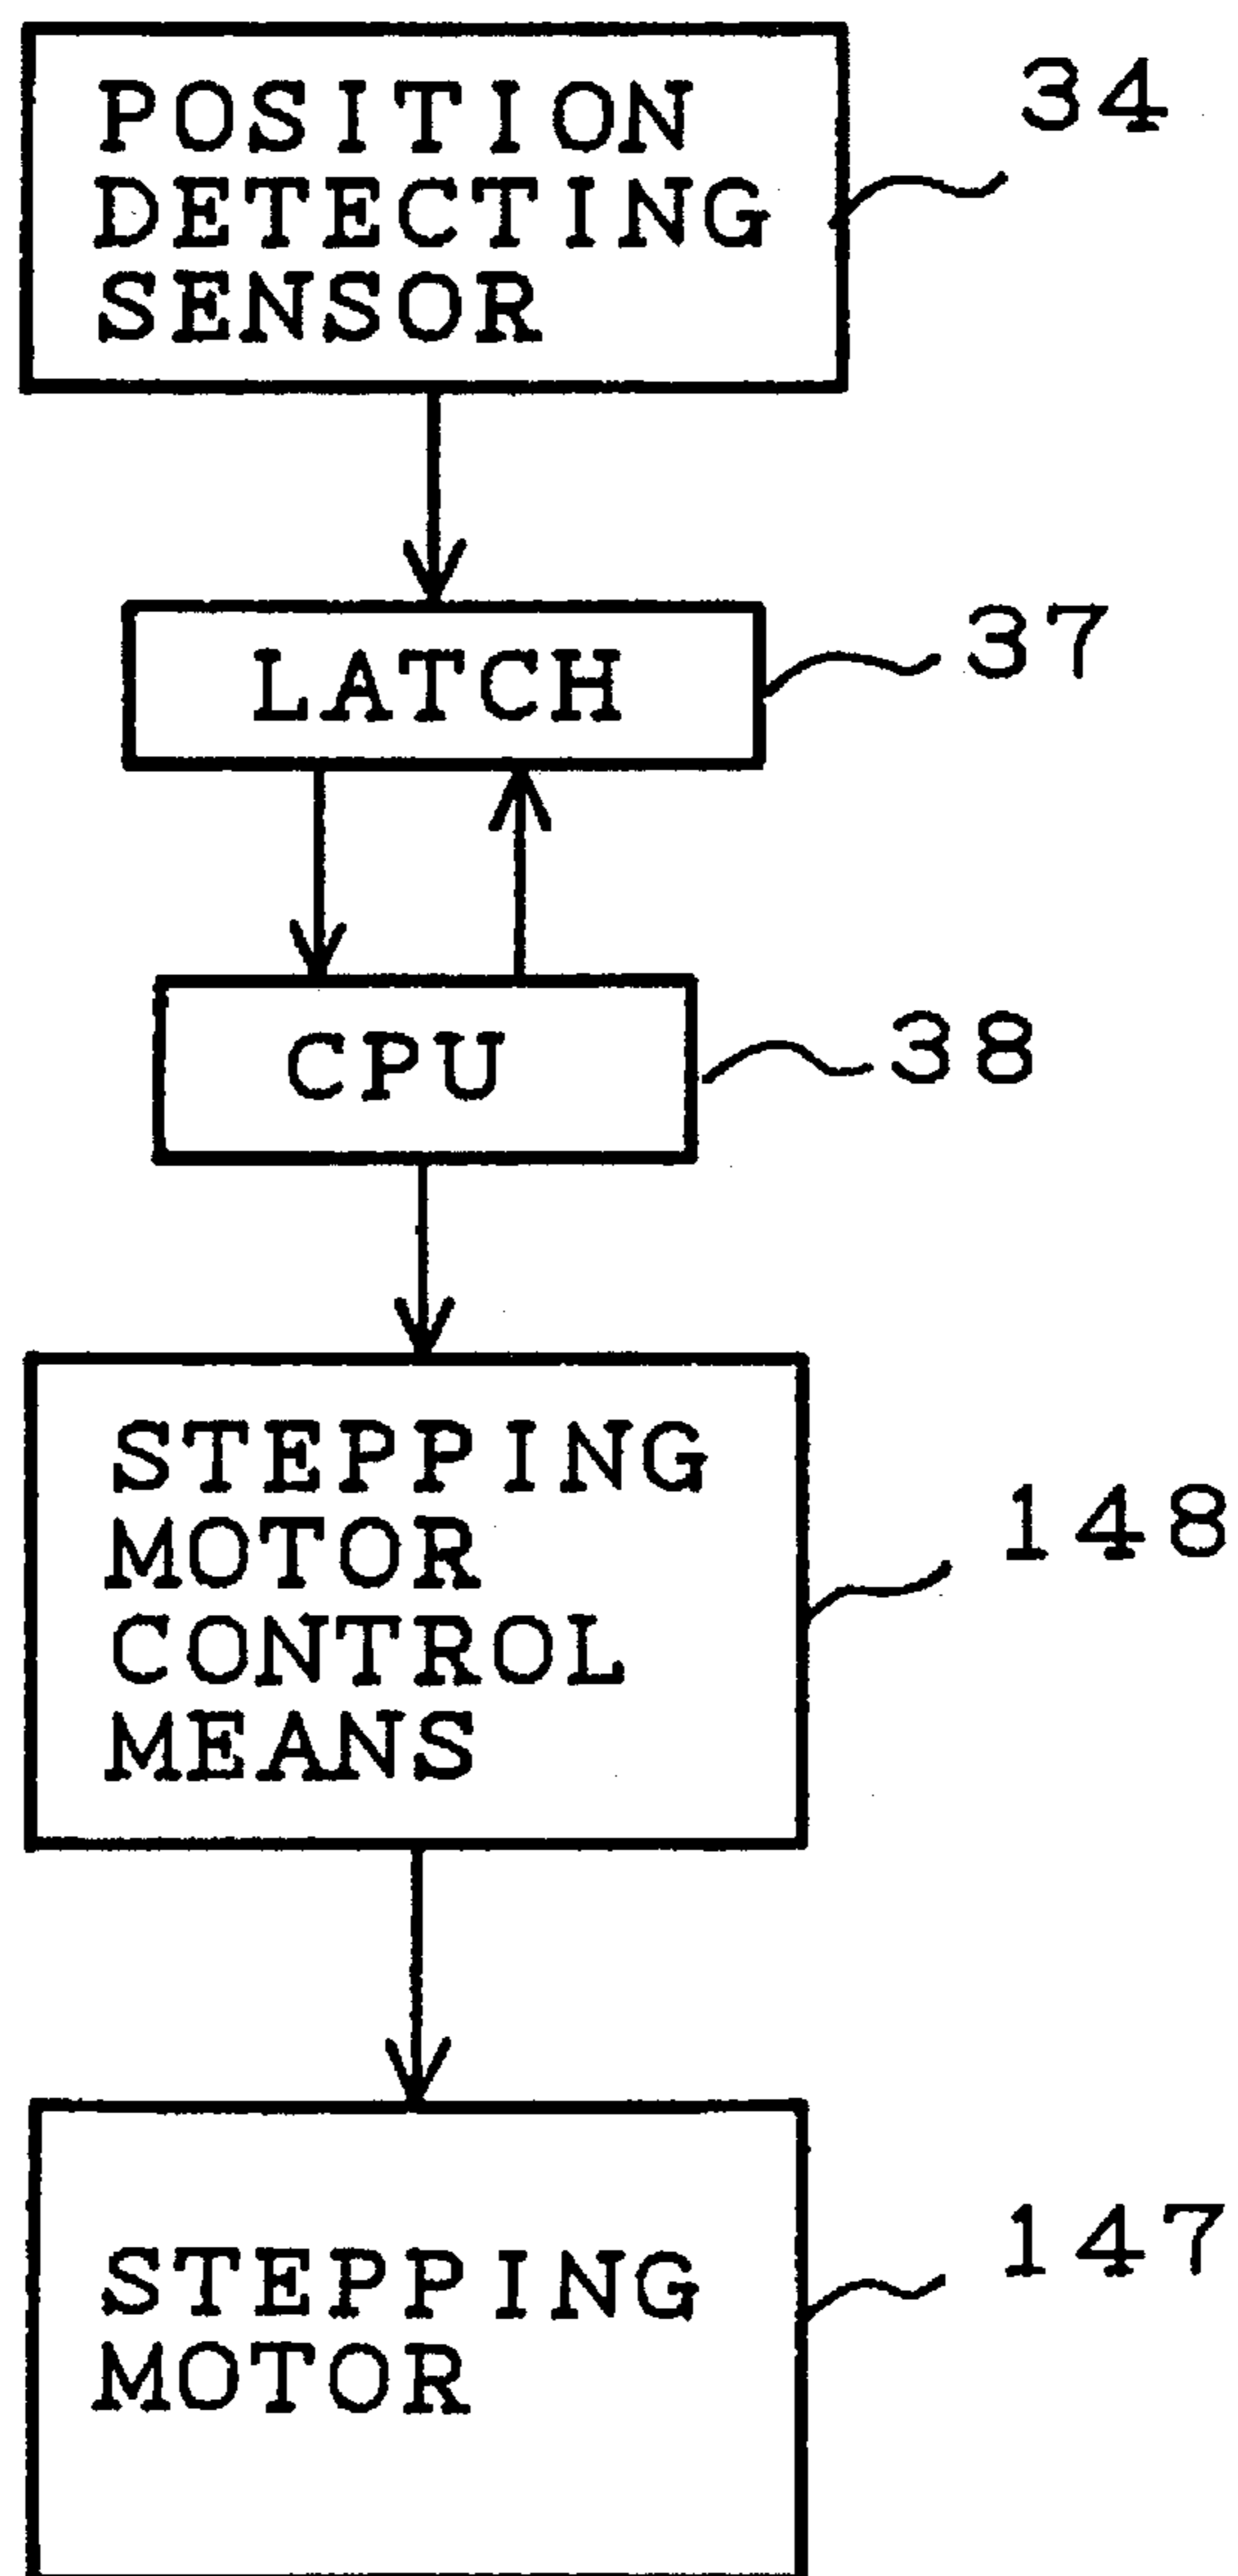 POSITION
DETECTING
SENSOR
34
LATCH
37
CPU
38
STEPPING
MOTOR
CONTROL
MEANS
148
STEPPING
MOTOR
147